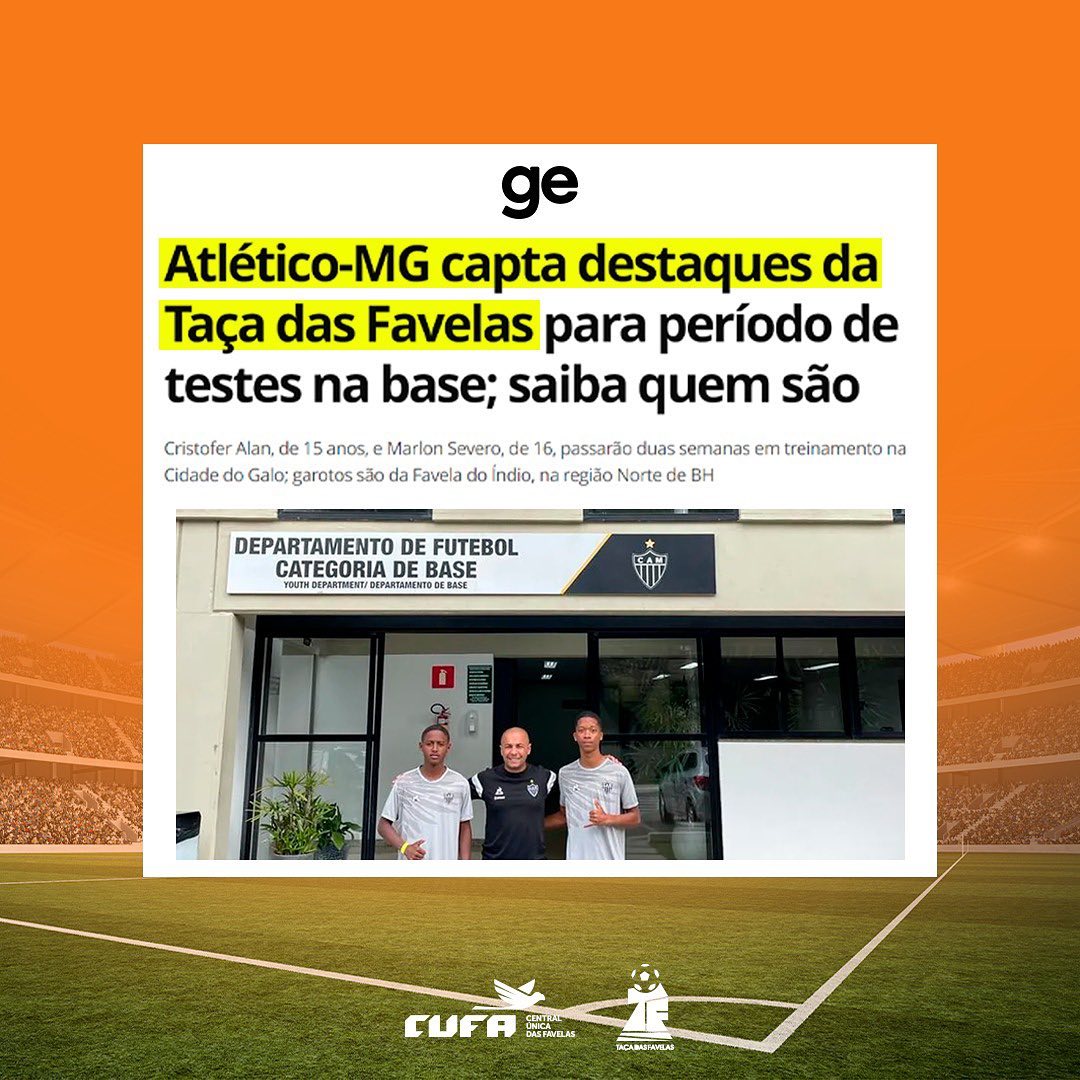 ge
Atlético-MG capta destaques da
Taça das Favelas para período de
testes na base; saiba quem são
Cristofer Alan, de 15 anos, e Marlon Severo, de 16, passarão duas semanas em treinamento na
Cidade do Galo; garotos são da Favela do Índio, na região Norte de BH
DEPARTAMENTO DE FUTEBOL
CATEGORIA DE BASE
YOUTH DEPARTMENT/ DEPARTAMENTO DE BASE
CAM
CUFA
CENTRAL
ÚNICA
DAS FAVELAS
TAÇA DAS FAVELAS